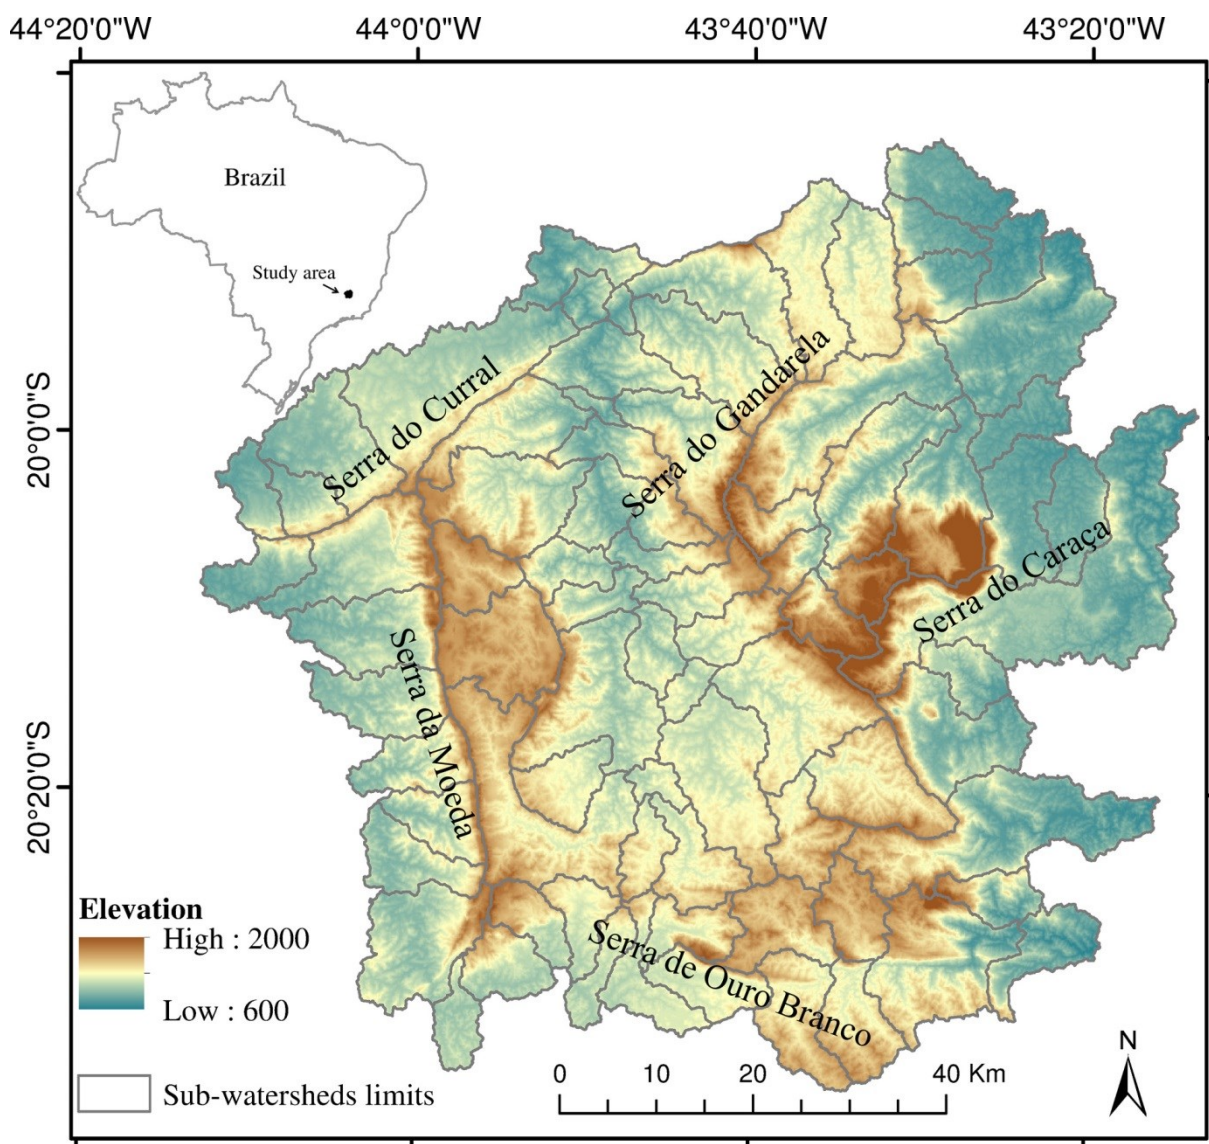 44°20'0"W 44°0'0"W 43°40'0"W 43°20'0"W
Brazil
Study area
20°0'0"S
20°20'0"S
Serra do Curral
Serra do Gandarela
Serra do Caraça
Serra da Moeda
Serra de Ouro Branco
Elevation
High : 2000
Low : 600
Sub-watersheds limits
0 10 20 40 Km
N